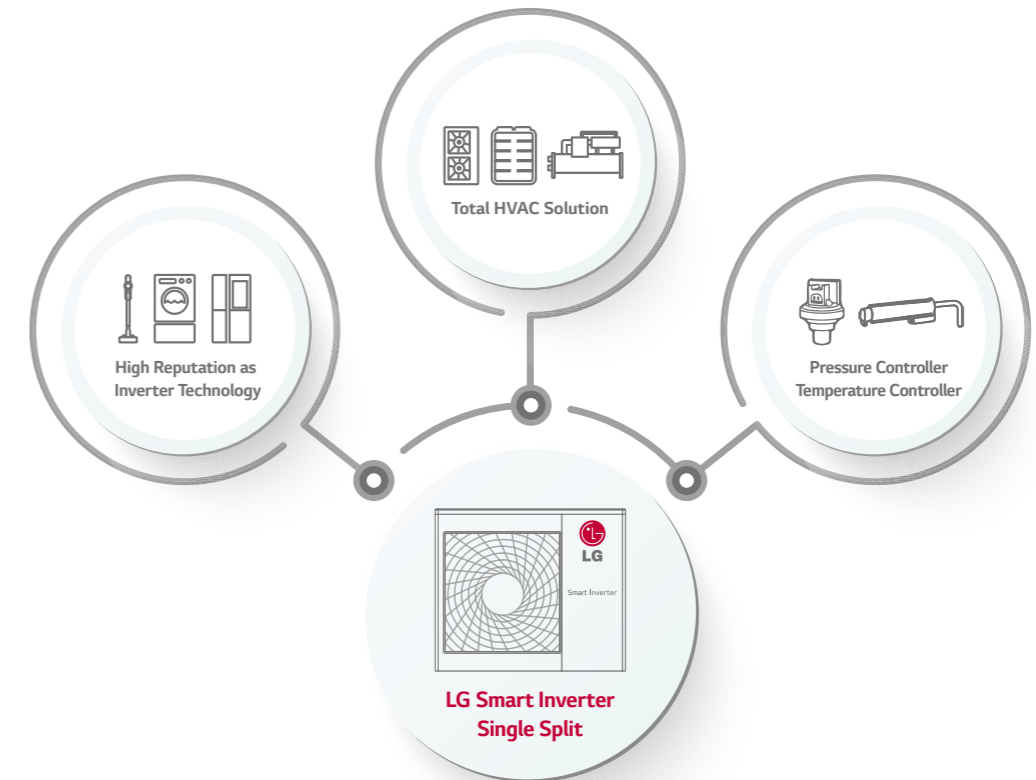 Total HVAC Solution
High Reputation as
Inverter Technology
Pressure Controller
Temperature Controller
LG
Smart Inverter
LG Smart Inverter
Single Split